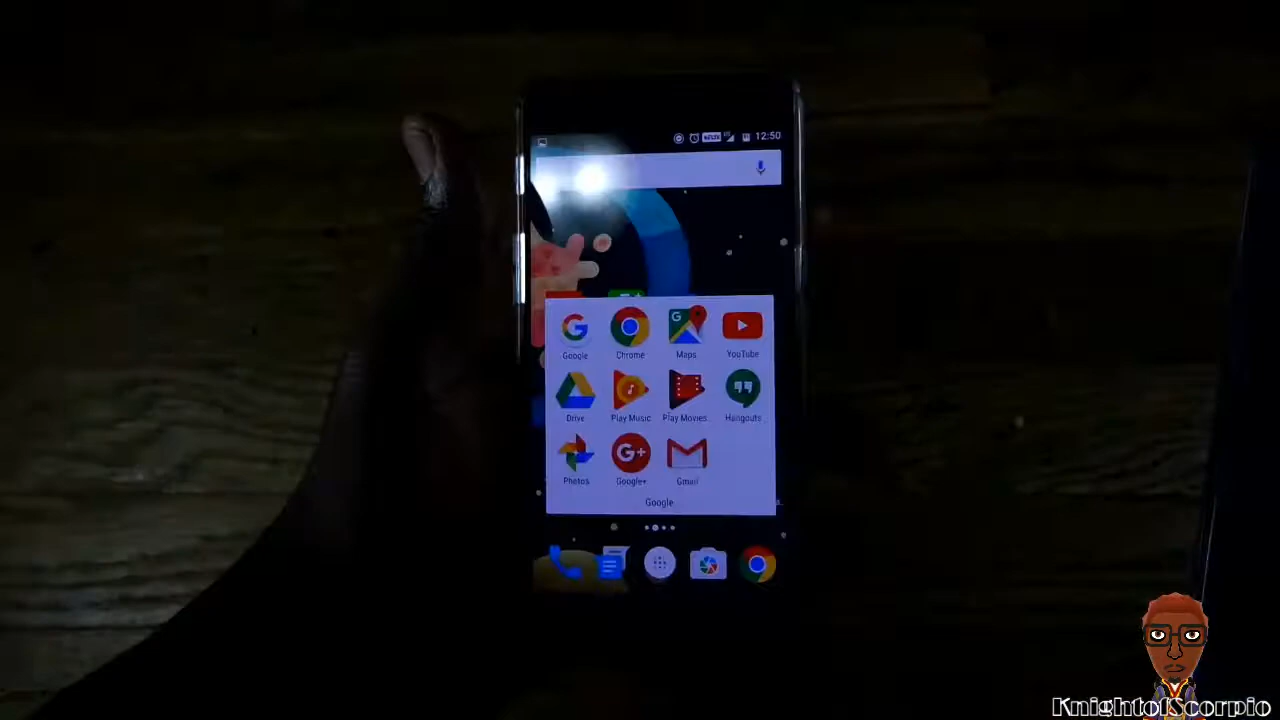 12:50
Google Chrome Maps YouTube
Drive Play Music Play Movies Hangouts
Photos Google+ Gmail
Google
KnightofScorpio